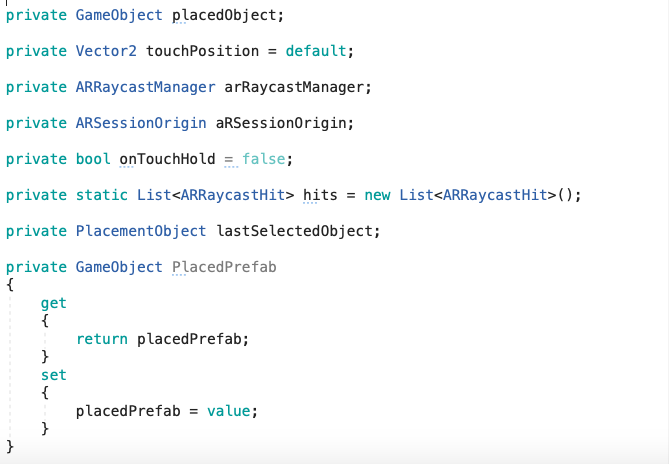 private GameObject placedObject;
private Vector2 touchPosition = default;
private ARRaycastManager arRaycastManager;
private ARSessionOrigin aRSessionOrigin;
private bool onTouchHold = false;
private static List<ARRaycastHit> hits = new List<ARRaycastHit>();
private PlacementObject lastSelectedObject;
private GameObject PlacedPrefab
{
get
{
return placedPrefab;
}
set
{
placedPrefab = value;
}
}